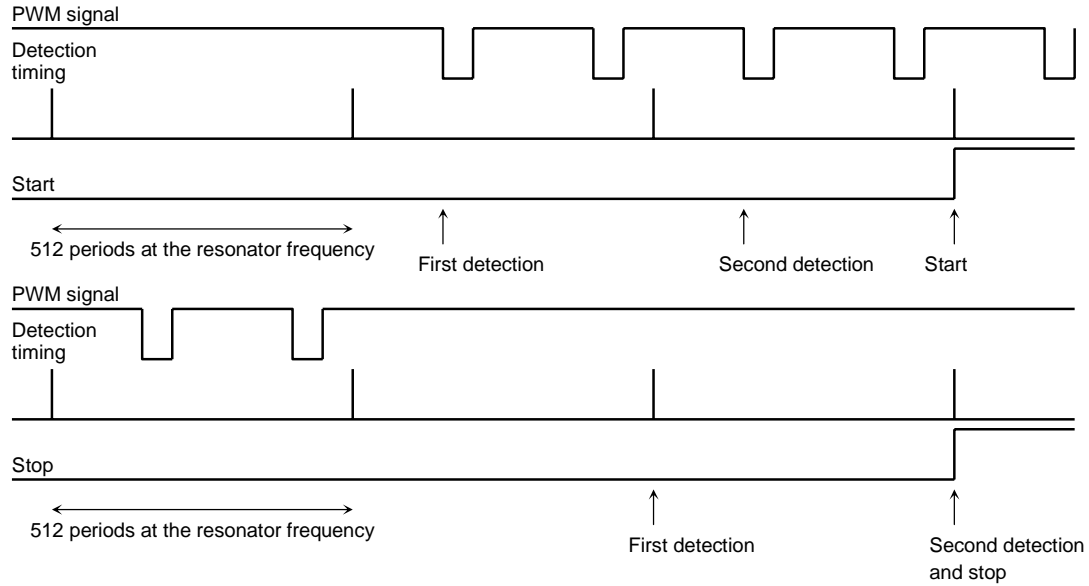 PWM signal
Detection
timing
Start
512 periods at the resonator frequency
First detection
Second detection
Start
PWM signal
Detection
timing
Stop
512 periods at the resonator frequency
First detection
Second detection
and stop